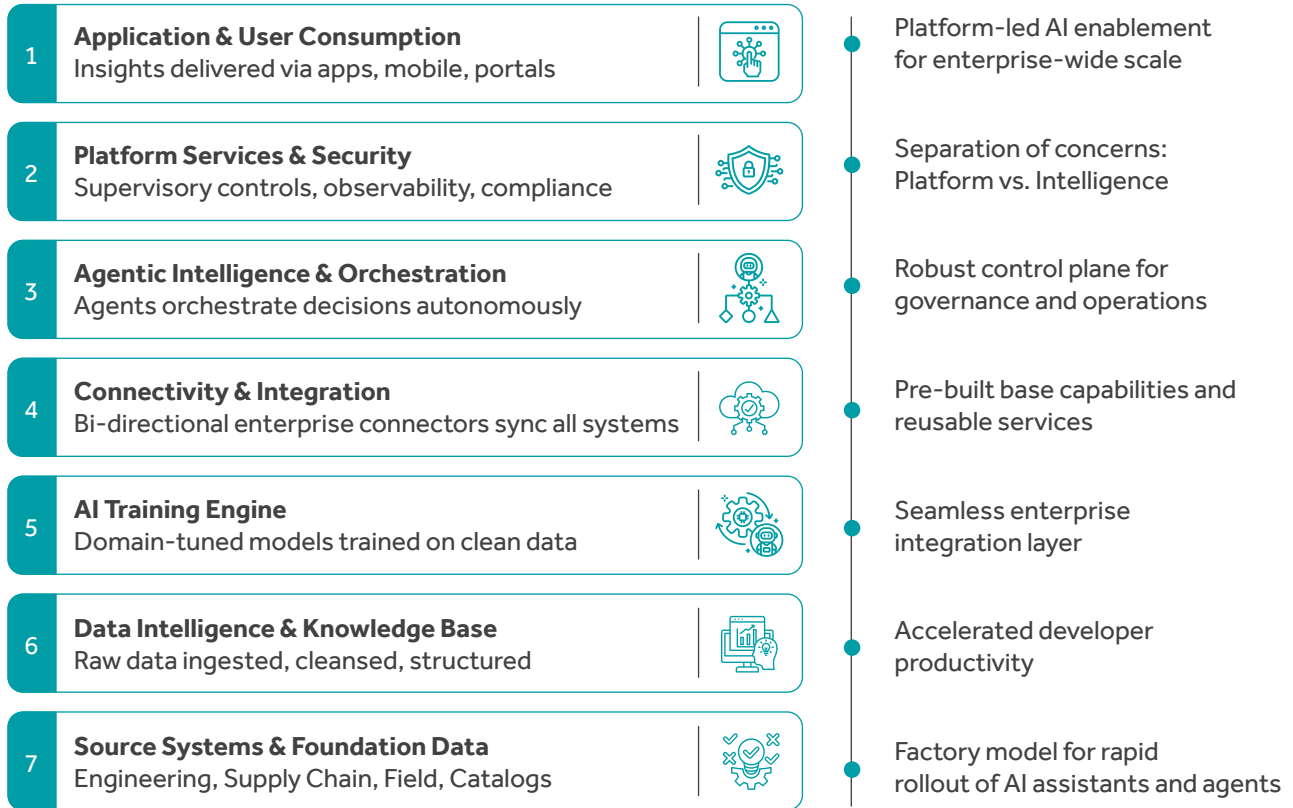 1
Application & User Consumption
Insights delivered via apps, mobile, portals
Platform-led AI enablement
for enterprise-wide scale
2
Platform Services & Security
Supervisory controls, observability, compliance
Separation of concerns:
Platform vs. Intelligence
3
Agentic Intelligence & Orchestration
Agents orchestrate decisions autonomously
Robust control plane for
governance and operations
4
Connectivity & Integration
Bi-directional enterprise connectors sync all systems
Pre-built base capabilities and
reusable services
5
AI Training Engine
Domain-tuned models trained on clean data
Seamless enterprise
integration layer
6
Data Intelligence & Knowledge Base
Raw data ingested, cleansed, structured
Accelerated developer
productivity
7
Source Systems & Foundation Data
Engineering, Supply Chain, Field, Catalogs
Factory model for rapid
rollout of AI assistants and agents